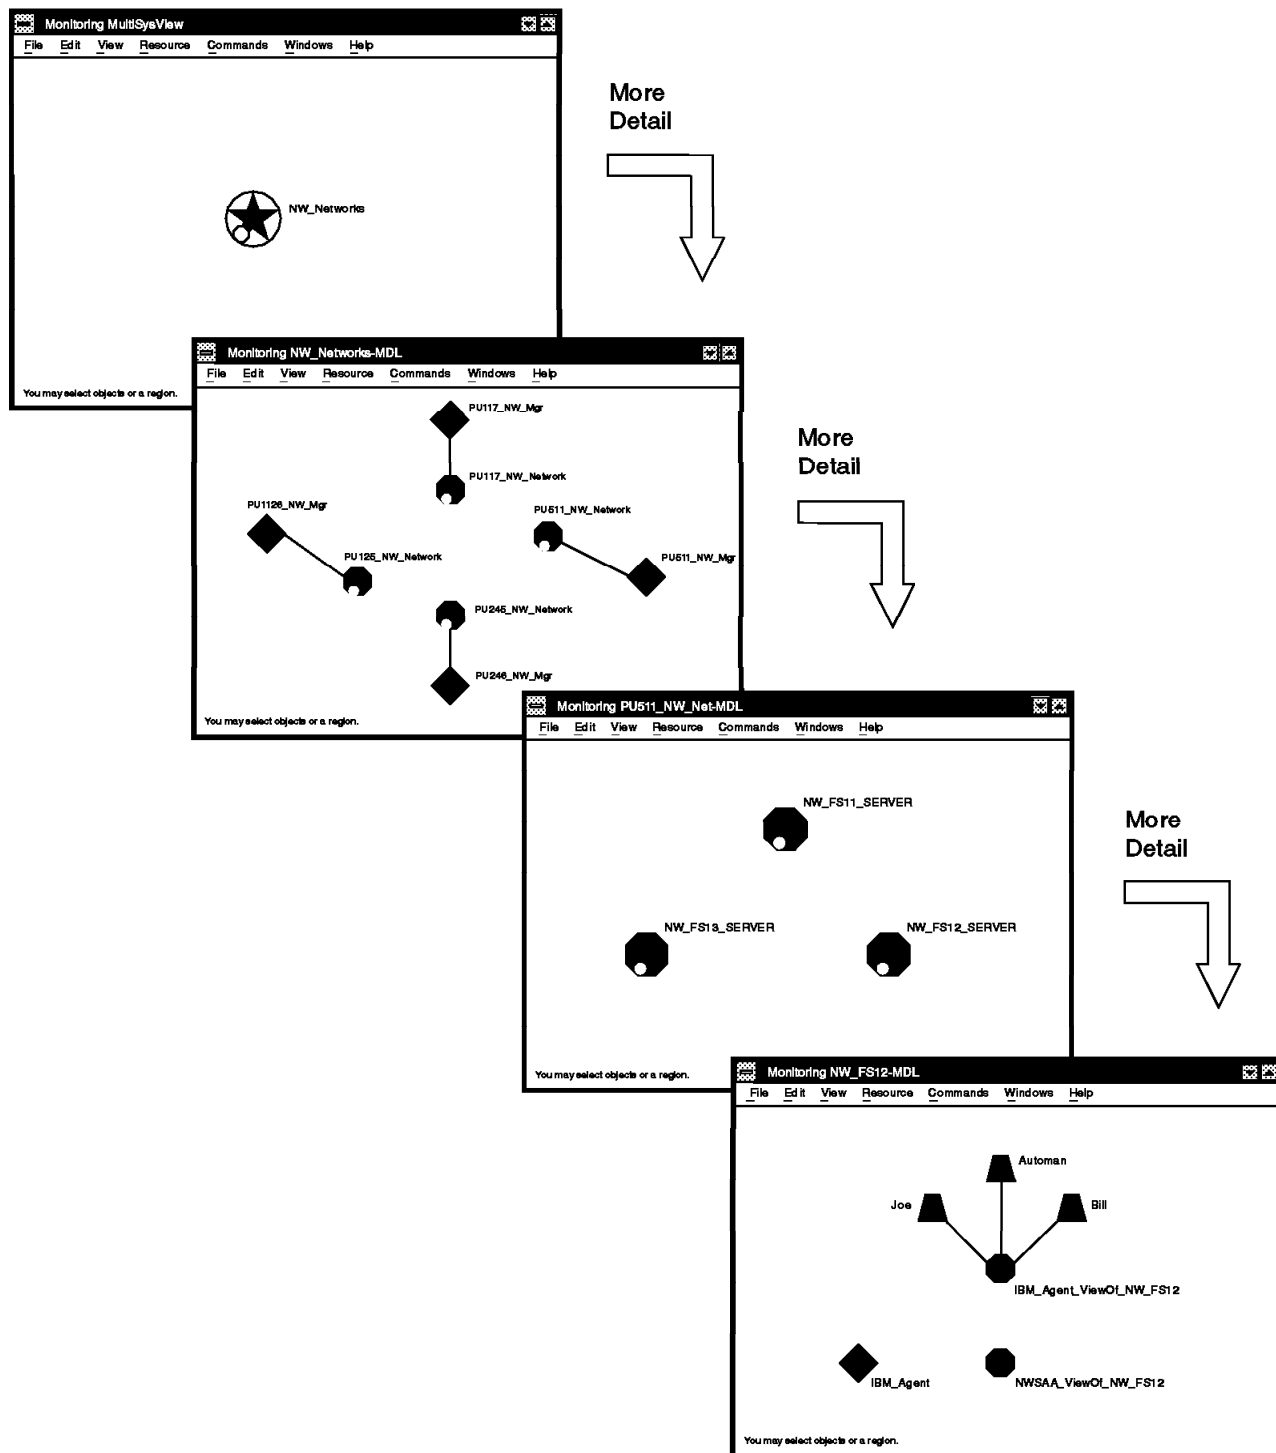 Monitoring MultiSysView
File Edit View Resource Commands Windows Help
More
Detail
NW_Networks
You may select objects or a region.
Monitoring NW_Networks-MDL
File Edit View Resource Commands Windows Help
PU117_NW_Mgr
PU117_NW_Network
PU1126_NW_Mgr
PU511_NW_Network
PU125_NW_Network
PU511_NW_Mgr
PU245_NW_Network
PU246_NW_Mgr
You may select objects or a region.
More
Detail
Monitoring PU511_NW_Net-MDL
File Edit View Resource Commands Windows Help
NW_FS11_SERVER
NW_FS13_SERVER
NW_FS12_SERVER
You may select objects or a region.
More
Detail
Monitoring NW_FS12-MDL
File Edit View Resource Commands Windows Help
Automan
Joe
Bill
IBM_Agent_ViewOf_NW_FS12
IBM_Agent
NWSAA_ViewOf_NW_FS12
You may select objects or a region.